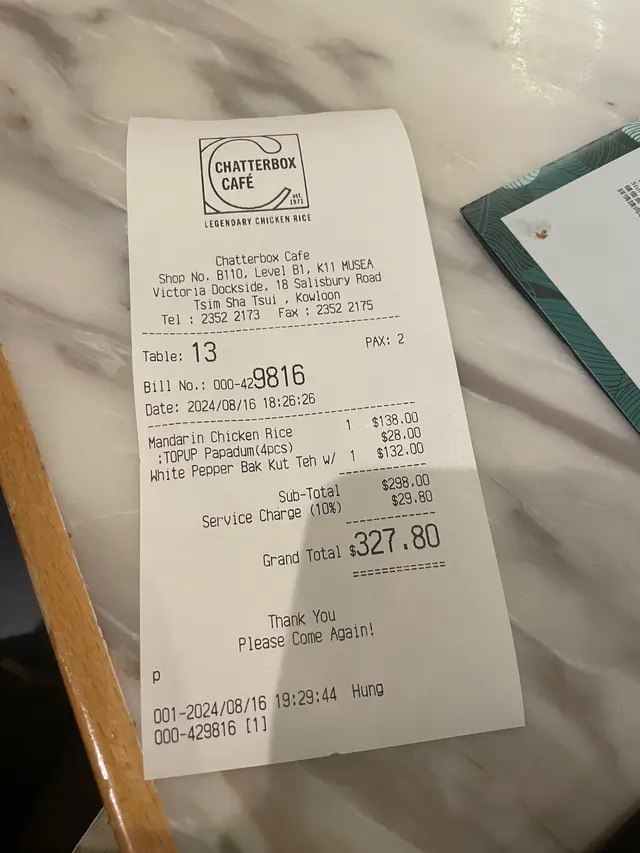 CHATTERBOX
CAFÉ
EST.
1971
LEGENDARY CHICKEN RICE
Chatterbox Cafe
Shop No. B110, Level B1, K11 MUSEA
Victoria Dockside, 18 Salisbury Road
Tsim Sha Tsui , Kowloon
Tel : 2352 2173 Fax : 2352 2175
Table: 13 PAX: 2
Bill No.: 000-429816
Date: 2024/08/16 18:26:26
Mandarin Chicken Rice 1 $138.00
:TOPUP Papadum(4pcs) $28.00
White Pepper Bak Kut Teh w/ 1 $132.00
Sub-Total $298.00
Service Charge (10%) $29.80
Grand Total $327.80
Thank You
Please Come Again!
p
001-2024/08/16 19:29:44 Hung
000-429816 [1]